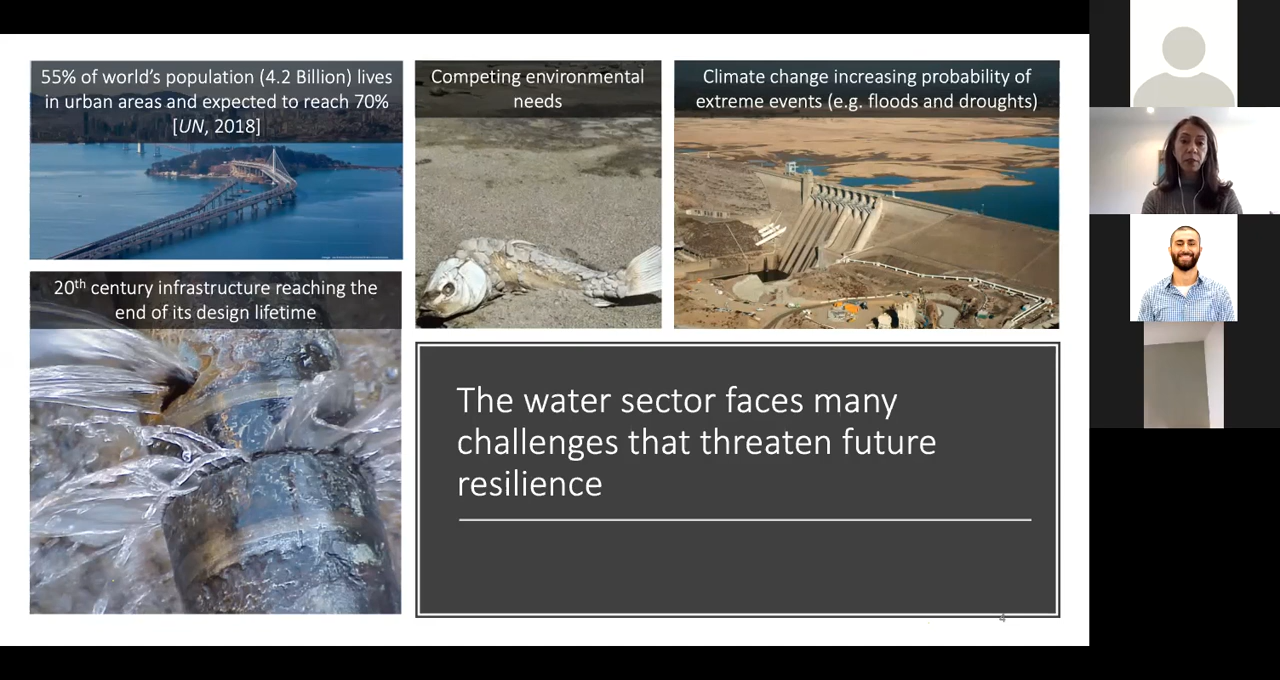 55% of world's population (4.2 Billion) lives
in urban areas and expected to reach 70%
[UN, 2018]
Competing environmental
needs
Climate change increasing probability of
extreme events (e.g. floods and droughts)
20th century infrastructure reaching the
end of its design lifetime
The water sector faces many
challenges that threaten future
resilience
4